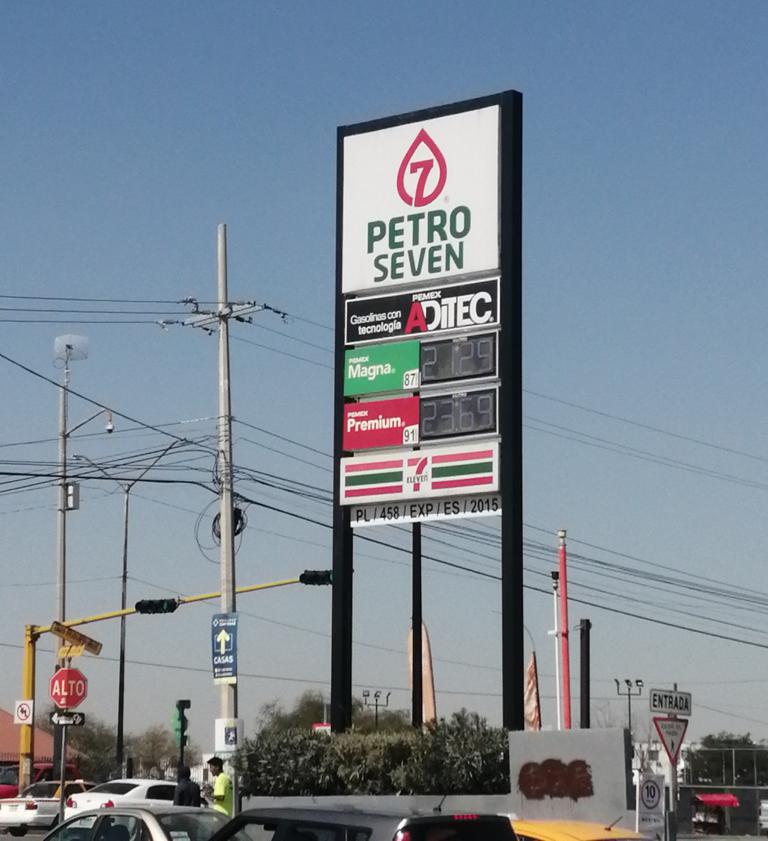 7
PETRO
SEVEN
Gasolinas con
tecnología
PEMEX
ADiTEC
PEMEX
Magna
87
21.29
PEMEX
Premium
91
23.69
7
ELEVEN
PL / 458 / EXP / ES / 2015
CASAS
ALTO
ENTRADA
10